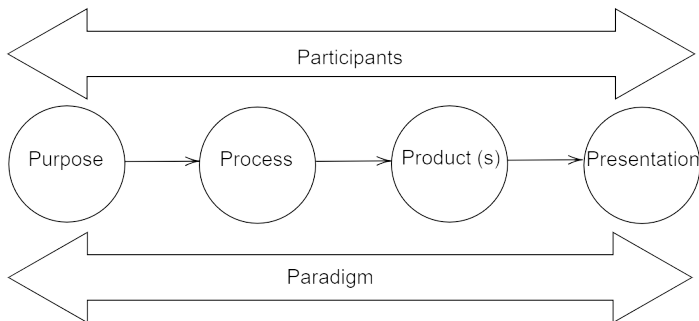 Participants
Purpose
Process
Product (s)
Presentation
Paradigm